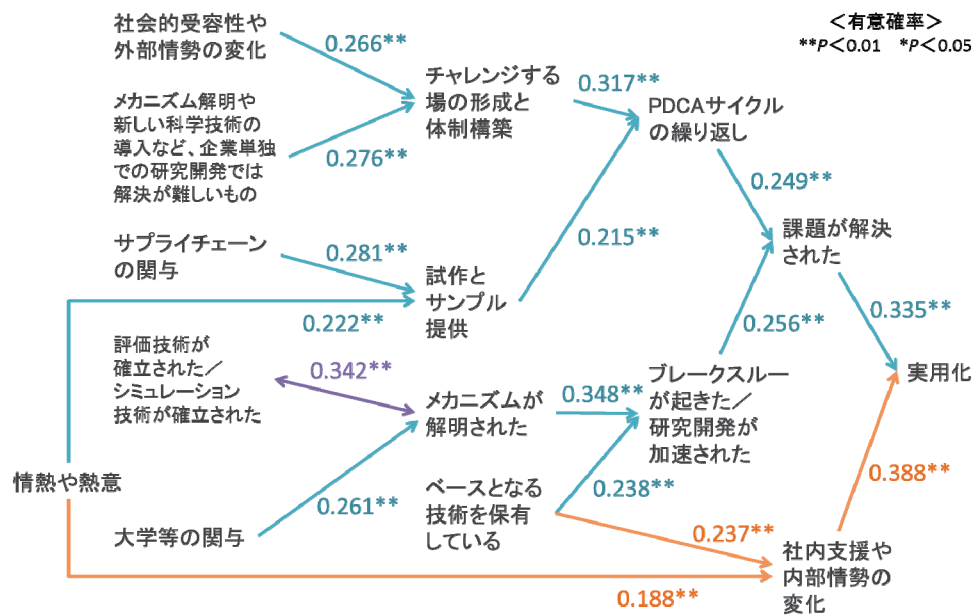 ＜有意確率＞
**P＜0.01　*P＜0.05
社会的受容性や
外部情勢の変化
0.266**
チャレンジする
場の形成と
体制構築
0.317**
PDCAサイクル
の繰り返し
メカニズム解明や
新しい科学技術の
導入など、企業単独
での研究開発では
解決が難しいもの
0.276**
0.249**
サプライチェーン
の関与
0.281**
試作と
サンプル
提供
0.215**
課題が解決
された
0.222**
0.335**
0.256**
評価技術が
確立された／
シミュレーション
技術が確立された
0.342**
メカニズムが
解明された
0.348**
ブレークスルー
が起きた／
研究開発が
加速された
実用化
情熱や熱意
0.261**
ベースとなる
技術を保有
している
0.238**
0.388**
大学等の関与
0.237**
社内支援や
内部情勢の
変化
0.188**